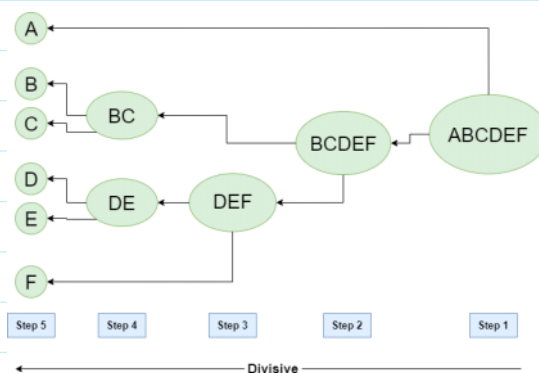 A
B
C
BC
BCDEF
ABCDEF
D
E
DE
DEF
F
Step 5
Step 4
Step 3
Step 2
Step 1
Divisive